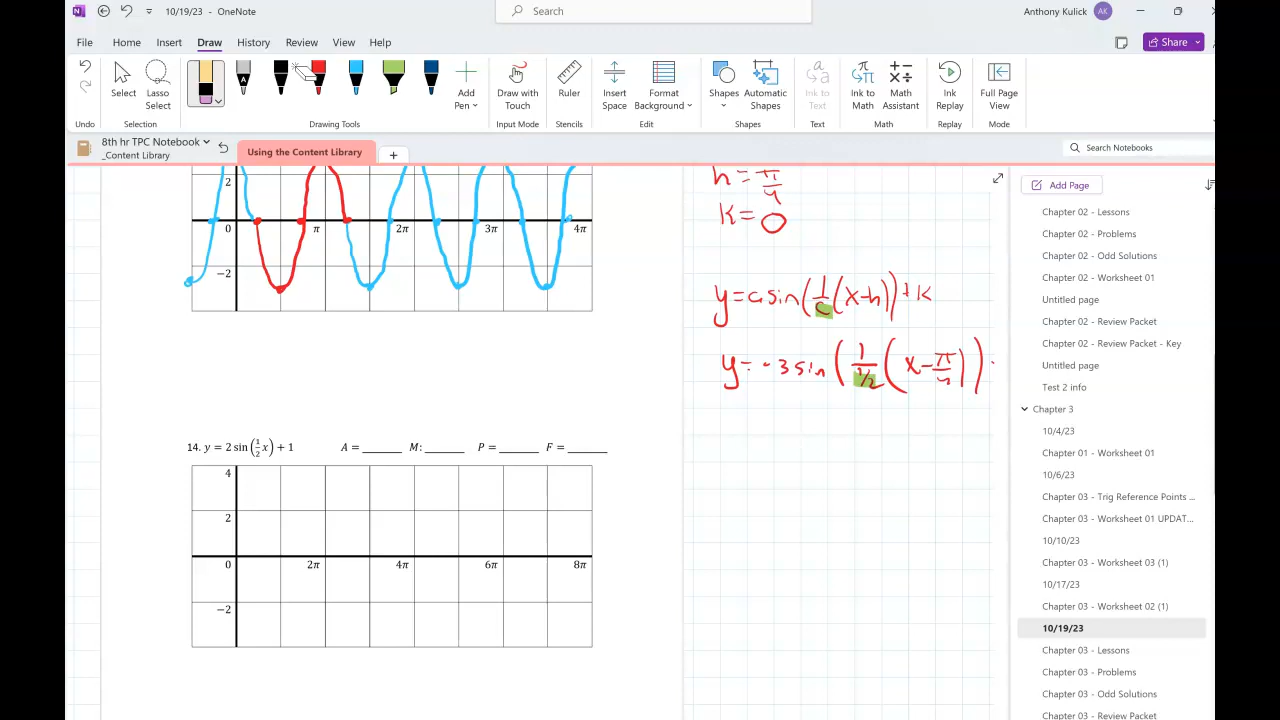 10/19/23 - OneNote
Search
Anthony Kulick
AK
File Home Insert Draw History Review View Help
Share
Undo
Select
Lasso Select
Add Pen
Drawing Tools
Draw with Touch
Input Mode
Ruler
Stencils
Insert Space
Format Background
Edit
Shapes
Automatic Shapes
Shapes
Ink to Text
Text
Ink to Math
Math Assistant
Math
Ink Replay
Replay
Full Page View
Mode
8th hr TPC Notebook
_Content Library
Using the Content Library
Search Notebooks
2
0 π 2π 3π 4π
−2
h = π/4
K = 0
y = a sin(1/c (x-h)) + K
y = -3 sin(1/(1/2) (x - π/4))
14. y = 2 sin(1/2 x) + 1 A = ______ M: ______ P = ______ F = ______
4
2
0 2π 4π 6π 8π
−2
Add Page
Chapter 02 - Lessons
Chapter 02 - Problems
Chapter 02 - Odd Solutions
Chapter 02 - Worksheet 01
Untitled page
Chapter 02 - Review Packet
Chapter 02 - Review Packet - Key
Untitled page
Test 2 info
Chapter 3
10/4/23
Chapter 01 - Worksheet 01
10/6/23
Chapter 03 - Trig Reference Points ...
Chapter 03 - Worksheet 01 UPDAT...
10/10/23
Chapter 03 - Worksheet 03 (1)
10/17/23
Chapter 03 - Worksheet 02 (1)
10/19/23
Chapter 03 - Lessons
Chapter 03 - Problems
Chapter 03 - Odd Solutions
Chapter 03 - Review Packet